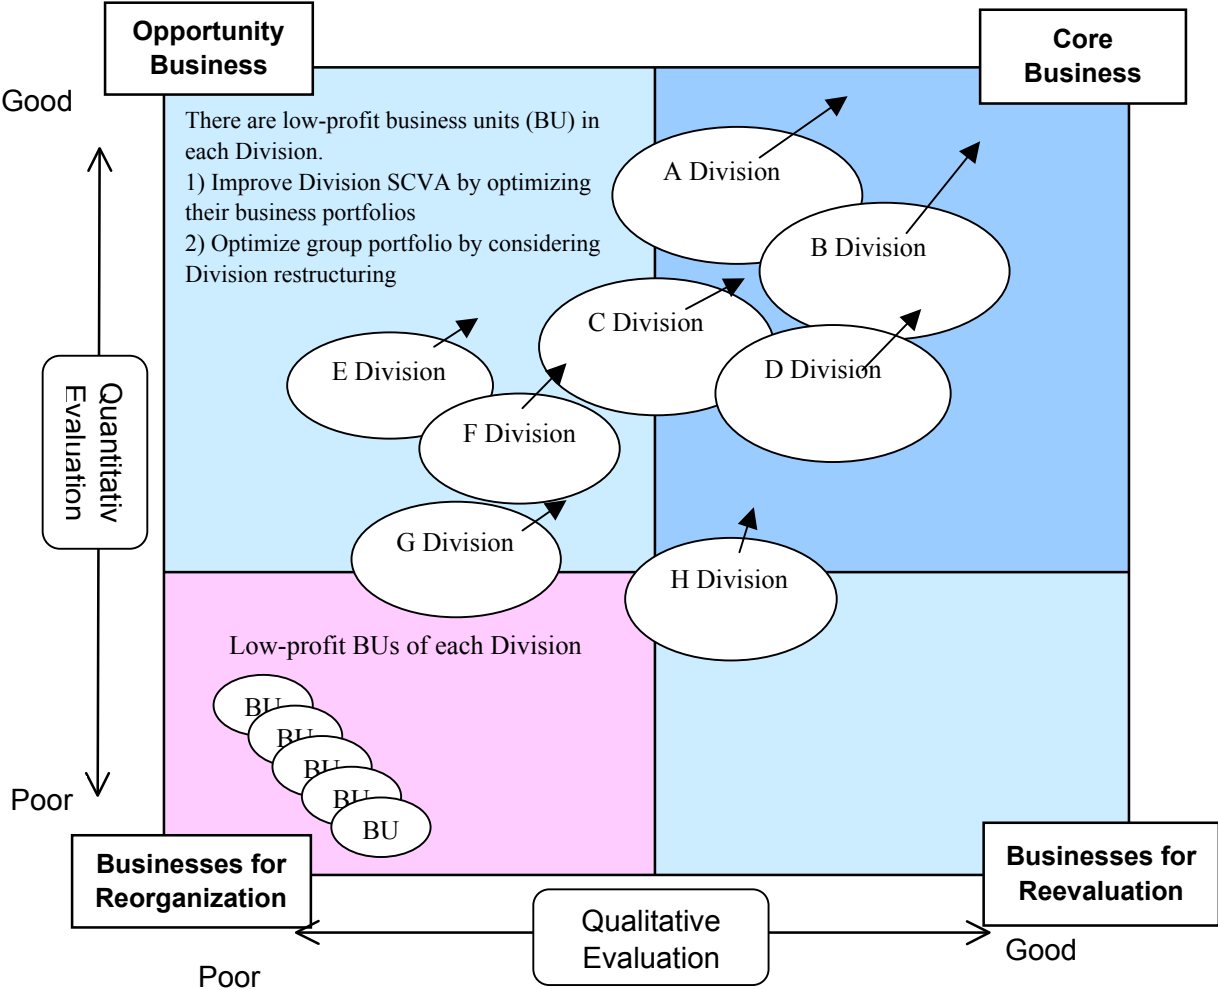 Opportunity
Business
Core
Business
Good
There are low-profit business units (BU) in
each Division.
1) Improve Division SCVA by optimizing
their business portfolios
2) Optimize group portfolio by considering
Division restructuring
A Division
B Division
C Division
D Division
E Division
F Division
G Division
H Division
Quantitativ
Evaluation
Low-profit BUs of each Division
BU
BU
BU
BU
BU
Poor
Businesses for
Reorganization
Businesses for
Reevaluation
Qualitative
Evaluation
Good
Poor